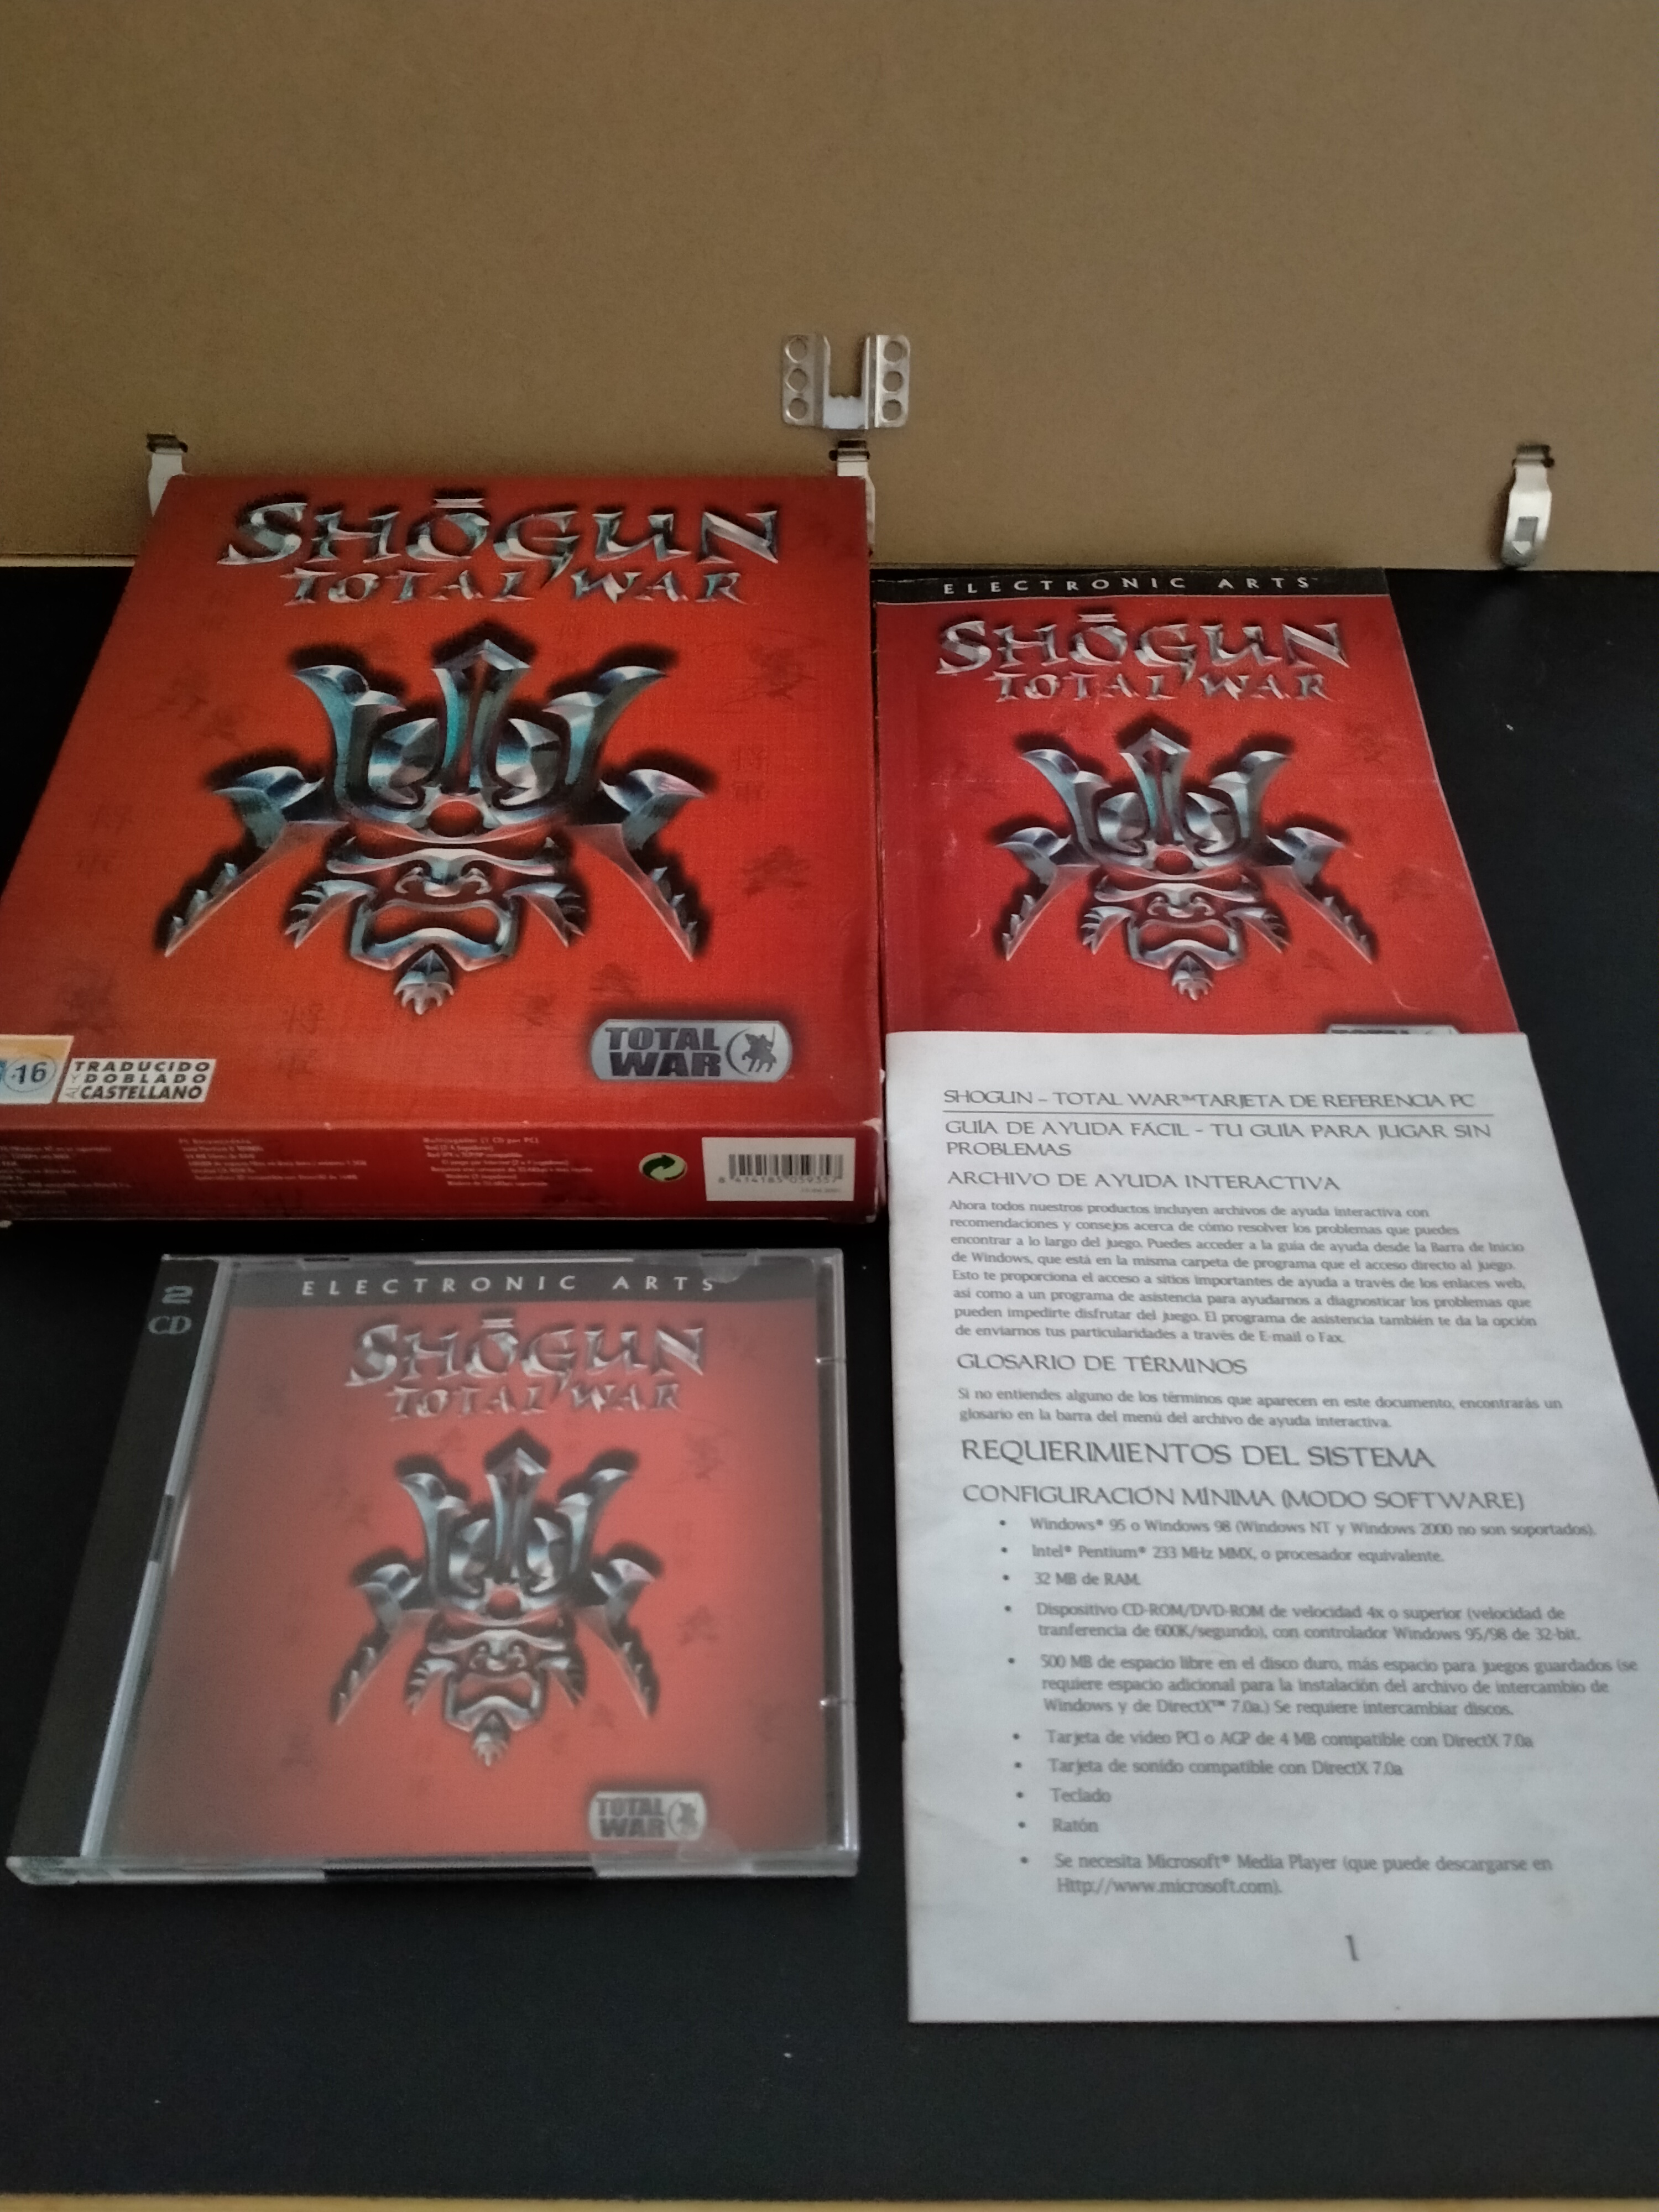 SHŌGUN
TOTAL WAR
将
軍
将
軍
将
軍
TOTAL
WAR
16
TRADUCIDO
Y DOBLADO
AL CASTELLANO
8 414185 059357
ELECTRONIC ARTS™
SHŌGUN
TOTAL WAR
ELECTRONIC ARTS™
2
CD
SHŌGUN
TOTAL WAR
TOTAL
WAR
SHOGUN – TOTAL WAR™TARJETA DE REFERENCIA PC
GUÍA DE AYUDA FÁCIL - TU GUÍA PARA JUGAR SIN
PROBLEMAS
ARCHIVO DE AYUDA INTERACTIVA
Ahora todos nuestros productos incluyen archivos de ayuda interactiva con
recomendaciones y consejos acerca de cómo resolver los problemas que puedes
encontrar a lo largo del juego. Puedes acceder a la guía de ayuda desde la Barra de Inicio
de Windows, que está en la misma carpeta de programa que el acceso directo al juego.
Esto te proporciona el acceso a sitios importantes de ayuda a través de los enlaces web,
así como a un programa de asistencia para ayudarnos a diagnosticar los problemas que
pueden impedirte disfrutar del juego. El programa de asistencia también te da la opción
de enviarnos tus particularidades a través de E-mail o Fax.
GLOSARIO DE TÉRMINOS
Si no entiendes alguno de los términos que aparecen en este documento, encontrarás un
glosario en la barra del menú del archivo de ayuda interactiva.
REQUERIMIENTOS DEL SISTEMA
CONFIGURACIÓN MÍNIMA (MODO SOFTWARE)
• Windows® 95 o Windows 98 (Windows NT y Windows 2000 no son soportados).
• Intel® Pentium® 233 MHz MMX, o procesador equivalente.
• 32 MB de RAM.
• Dispositivo CD-ROM/DVD-ROM de velocidad 4x o superior (velocidad de
tranferencia de 600K/segundo), con controlador Windows 95/98 de 32-bit.
• 500 MB de espacio libre en el disco duro, más espacio para juegos guardados (se
requiere espacio adicional para la instalación del archivo de intercambio de
Windows y de DirectX™ 7.0a.) Se requiere intercambiar discos.
• Tarjeta de vídeo PCI o AGP de 4 MB compatible con DirectX 7.0a
• Tarjeta de sonido compatible con DirectX 7.0a
• Teclado
• Ratón
• Se necesita Microsoft® Media Player (que puede descargarse en
Http://www.microsoft.com).
1